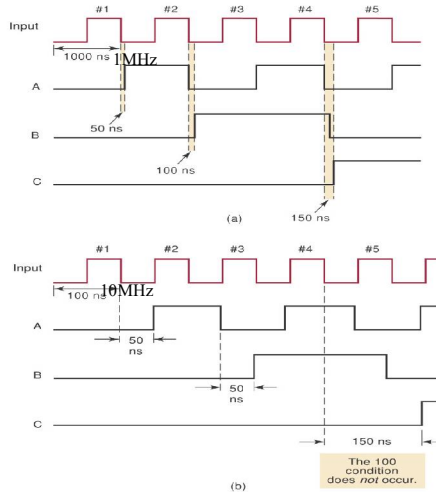 #1 #2 #3 #4 #5
Input
1000 ns 1MHz
A
50 ns
B
100 ns
C
150 ns
(a)
#1 #2 #3 #4 #5
Input
100 ns 10MHz
A
50
ns
B
50
ns
C
150 ns
The 100
condition
does not occur.
(b)